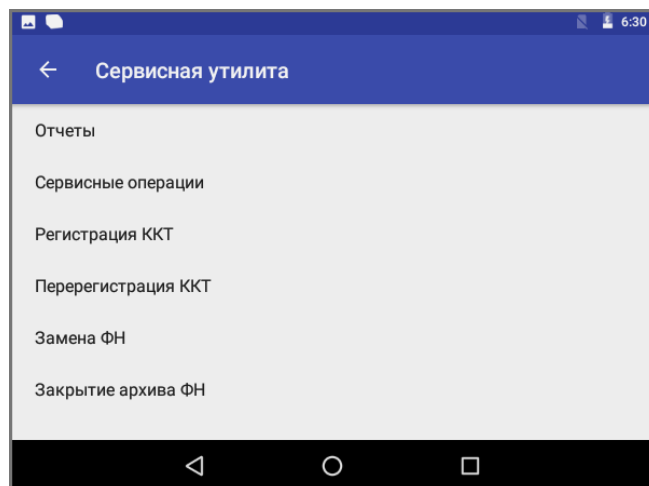 6:30
Сервисная утилита
Отчеты
Сервисные операции
Регистрация ККТ
Перерегистрация ККТ
Замена ФН
Закрытие архива ФН